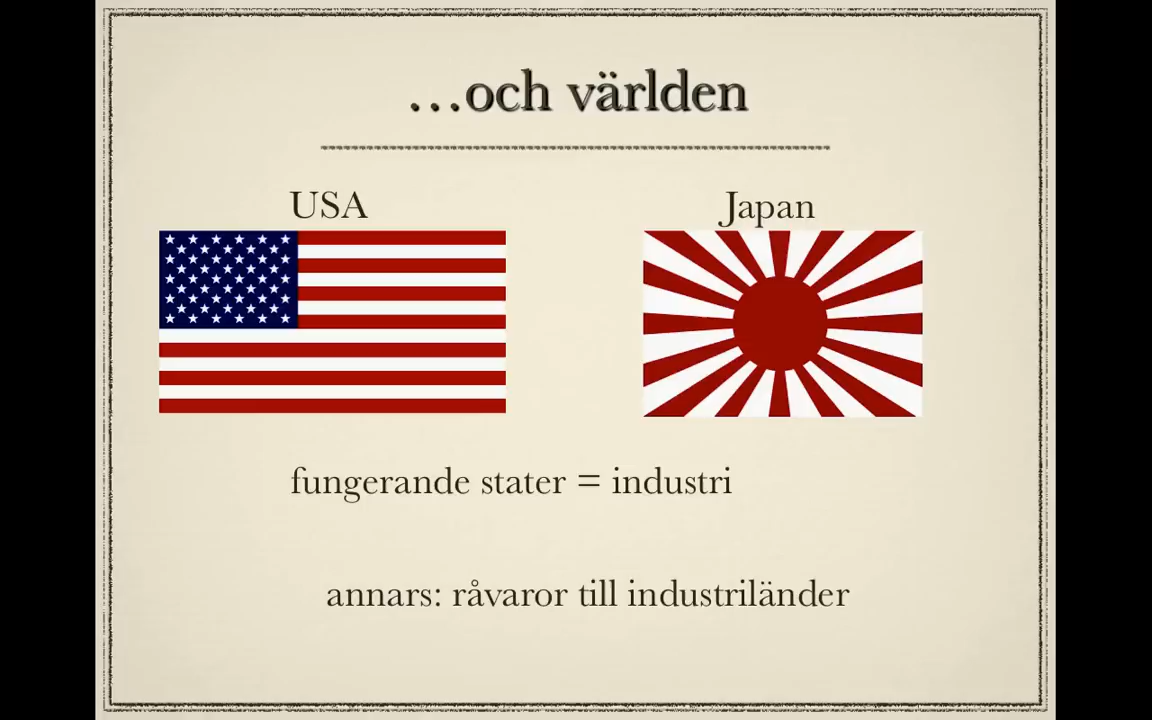 …och världen
USA
Japan
fungerande stater = industri
annars: råvaror till industriländer